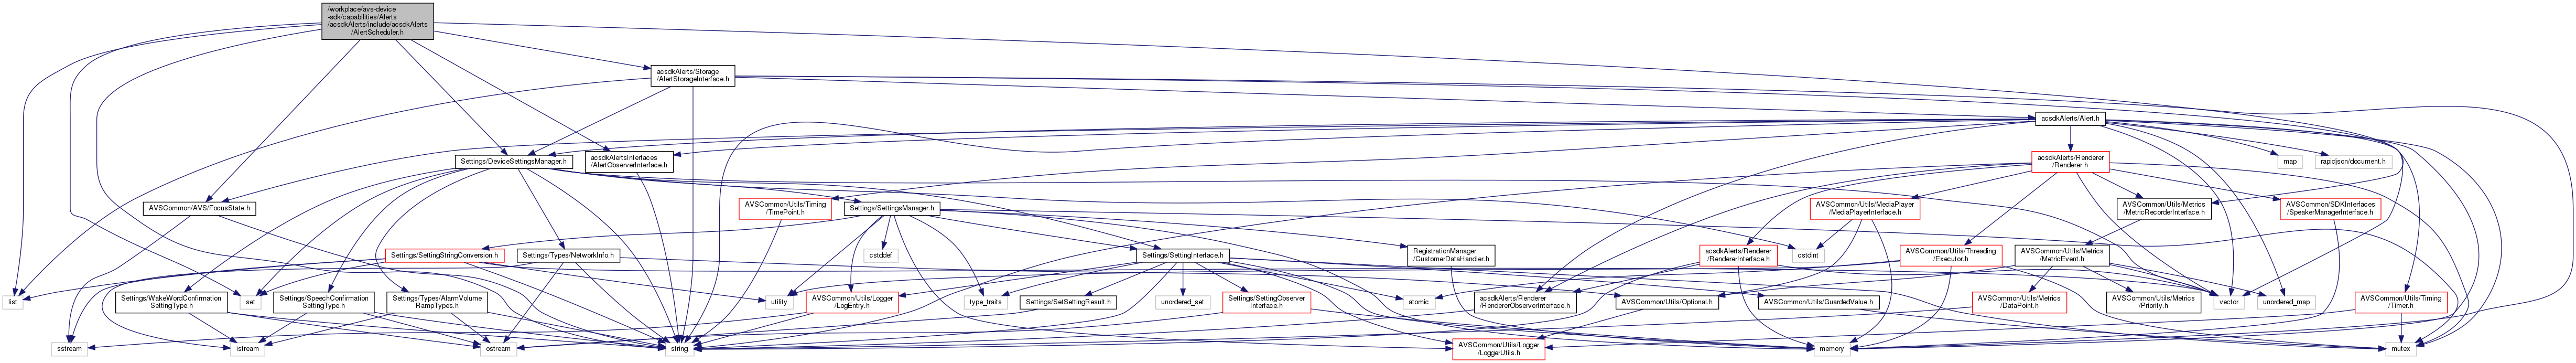 /workplace/avs-device
-sdk/capabilities/Alerts
/acsdkAlerts/include/acsdkAlerts
/AlertScheduler.h
acsdkAlerts/Storage
/AlertStorageInterface.h
acsdkAlerts/Alert.h
acsdkAlertsInterfaces
/AlertObserverInterface.h
Settings/DeviceSettingsManager.h
acsdkAlerts/Renderer
/Renderer.h
map
rapidjson/document.h
AVSCommon/AVS/FocusState.h
AVSCommon/Utils/Timing
/TimePoint.h
Settings/SettingsManager.h
AVSCommon/Utils/MediaPlayer
/MediaPlayerInterface.h
AVSCommon/Utils/Metrics
/MetricRecorderInterface.h
AVSCommon/SDKInterfaces
/SpeakerManagerInterface.h
Settings/SettingStringConversion.h
Settings/Types/NetworkInfo.h
cstddef
Settings/SettingInterface.h
RegistrationManager
/CustomerDataHandler.h
acsdkAlerts/Renderer
/RendererInterface.h
cstdint
AVSCommon/Utils/Threading
/Executor.h
AVSCommon/Utils/Metrics
/MetricEvent.h
list
Settings/WakeWordConfirmation
SettingType.h
set
Settings/SpeechConfirmation
SettingType.h
Settings/Types/AlarmVolume
RampTypes.h
utility
AVSCommon/Utils/Logger
/LogEntry.h
type_traits
Settings/SetSettingResult.h
unordered_set
Settings/SettingObserver
Interface.h
atomic
acsdkAlerts/Renderer
/RendererObserverInterface.h
AVSCommon/Utils/Optional.h
AVSCommon/Utils/GuardedValue.h
AVSCommon/Utils/Metrics
/DataPoint.h
AVSCommon/Utils/Metrics
/Priority.h
vector
unordered_map
AVSCommon/Utils/Timing
/Timer.h
sstream
istream
ostream
string
AVSCommon/Utils/Logger
/LoggerUtils.h
memory
mutex